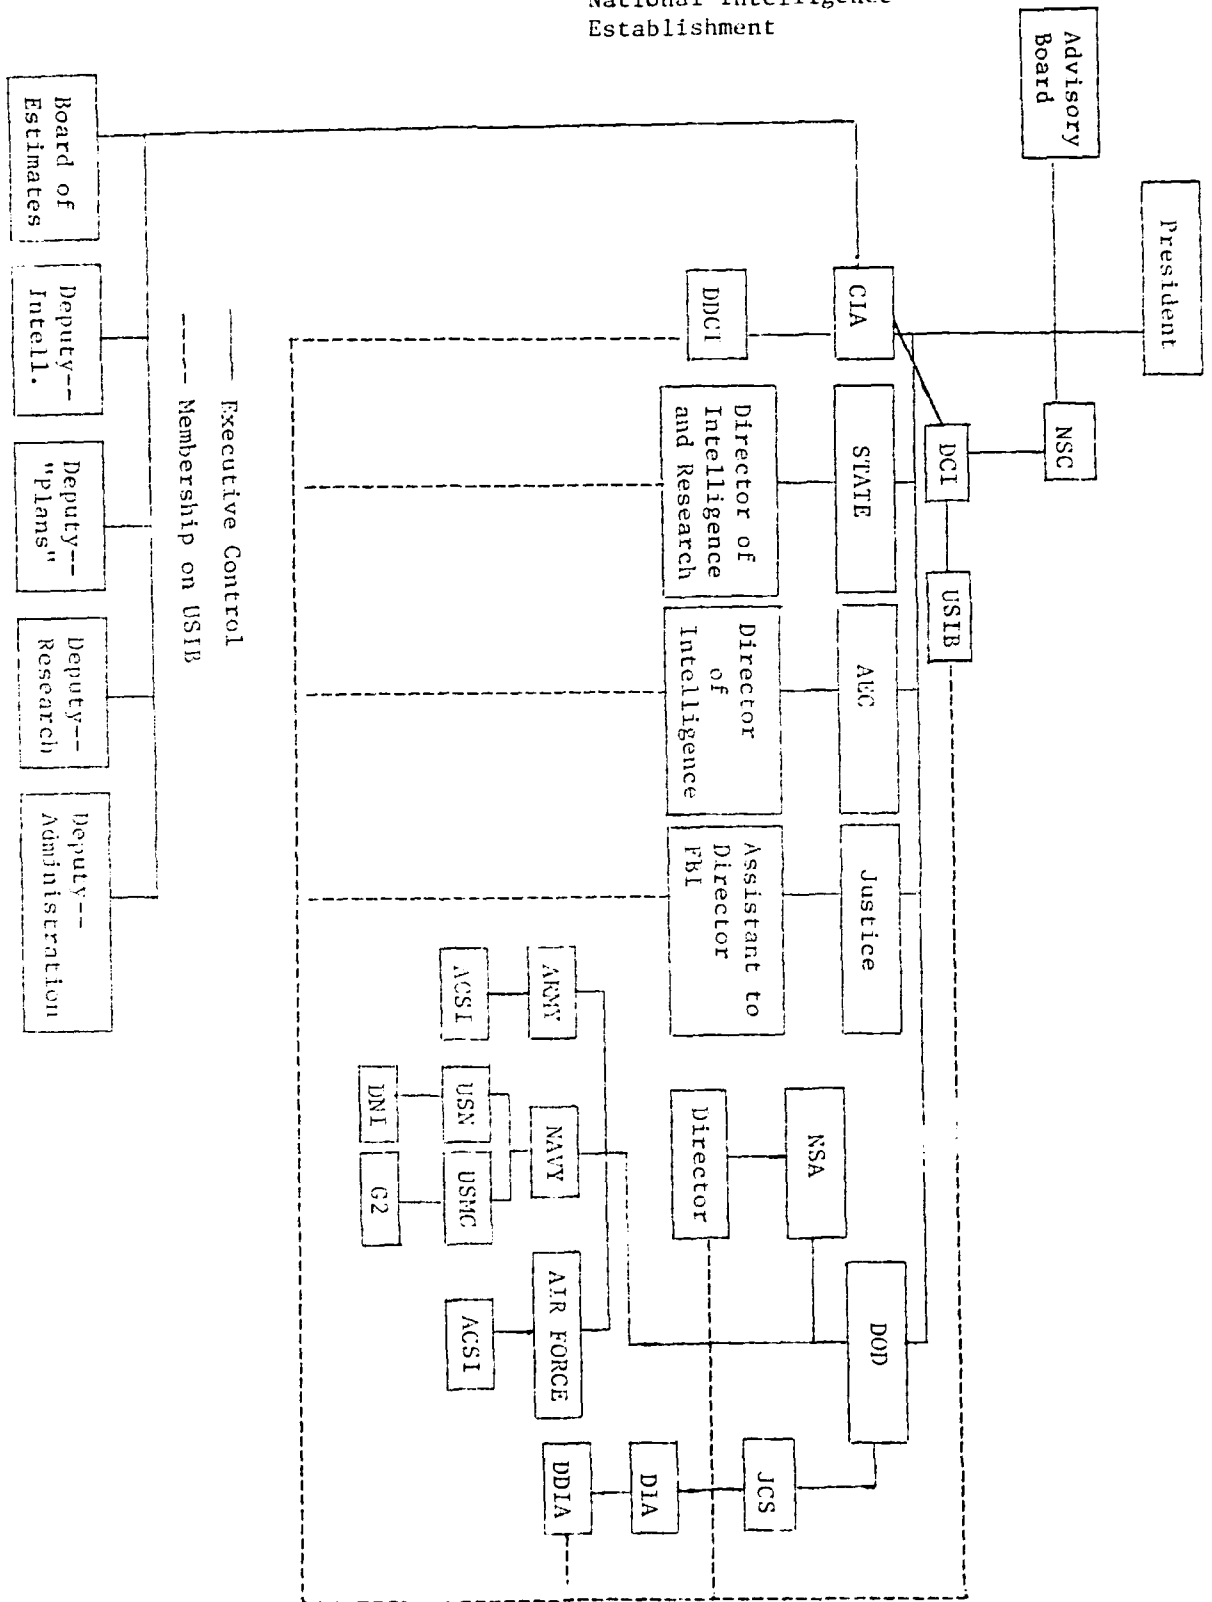 National Intelligence
Establishment
President
Advisory
Board
NSC
DCI
USIB
CIA
STATE
AEC
Justice
DOD
DDCI
Director of
Intelligence
and Research
Director
of
Intelligence
Assistant to
Director
FBI
NSA
Director
JCS
DIA
DDIA
ARMY
NAVY
AIR FORCE
ACSI
USN
USMC
ACSI
DNI
G2
—— Executive Control
---- Membership on USIB
Board of
Estimates
Deputy--
Intell.
Deputy--
"Plans"
Deputy--
Research
Deputy--
Administration